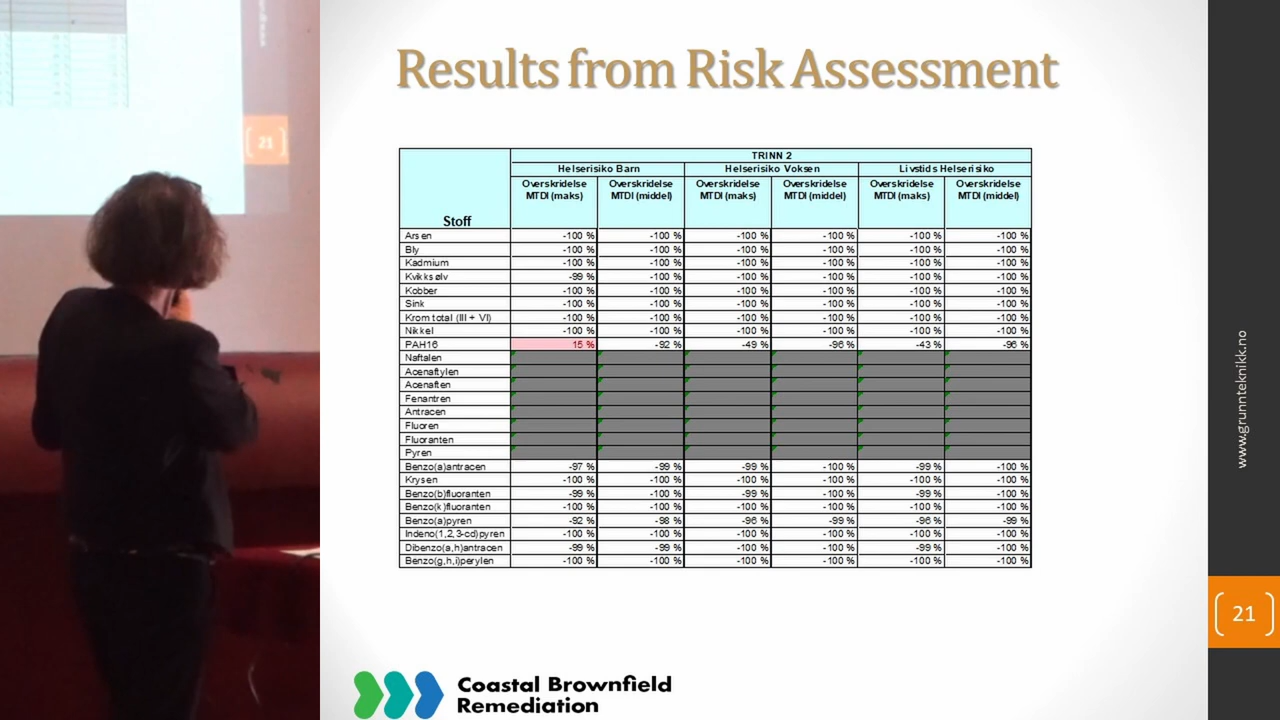 21
Results from Risk Assessment
TRINN 2
Helserisiko Barn Helserisiko Voksen Livstids Helserisiko
Stoff Overskridelse MTDI (maks) Overskridelse MTDI (middel) Overskridelse MTDI (maks) Overskridelse MTDI (middel) Overskridelse MTDI (maks) Overskridelse MTDI (middel)
Arsen -100 % -100 % -100 % -100 % -100 % -100 %
Bly -100 % -100 % -100 % -100 % -100 % -100 %
Kadmium -100 % -100 % -100 % -100 % -100 % -100 %
Kvikksølv -99 % -100 % -100 % -100 % -100 % -100 %
Kobber -100 % -100 % -100 % -100 % -100 % -100 %
Sink -100 % -100 % -100 % -100 % -100 % -100 %
Krom total (III + VI) -100 % -100 % -100 % -100 % -100 % -100 %
Nikkel -100 % -100 % -100 % -100 % -100 % -100 %
PAH16 15 % -92 % -49 % -96 % -43 % -96 %
Naftalen
Acenaftylen
Acenaften
Fenantren
Antracen
Fluoren
Fluoranten
Pyren
Benzo(a)antracen -97 % -99 % -99 % -100 % -99 % -100 %
Krysen -100 % -100 % -100 % -100 % -100 % -100 %
Benzo(b)fluoranten -99 % -100 % -99 % -100 % -99 % -100 %
Benzo(k)fluoranten -100 % -100 % -100 % -100 % -100 % -100 %
Benzo(a)pyren -92 % -98 % -96 % -99 % -96 % -99 %
Indeno(1,2,3-cd)pyren -100 % -100 % -100 % -100 % -100 % -100 %
Dibenzo(a,h)antracen -99 % -99 % -100 % -100 % -99 % -100 %
Benzo(g,h,i)perylen -100 % -100 % -100 % -100 % -100 % -100 %
www.grunnteknikk.no
21
Coastal Brownfield
Remediation